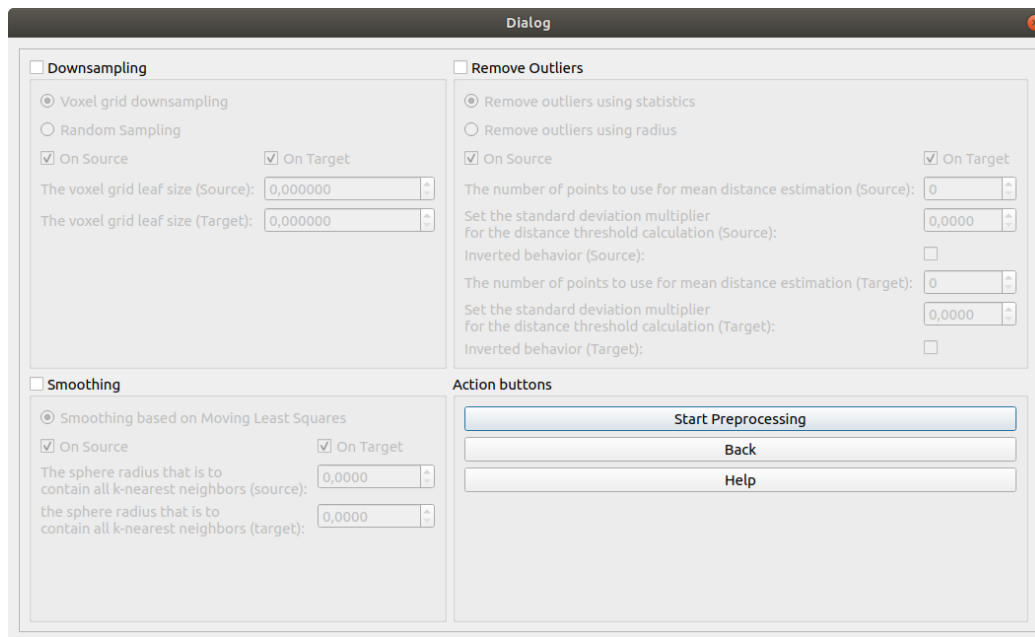 Dialog
Downsampling
Voxel grid downsampling
Random Sampling
On Source
On Target
The voxel grid leaf size (Source):
0,000000
The voxel grid leaf size (Target):
0,000000
Remove Outliers
Remove outliers using statistics
Remove outliers using radius
On Source
On Target
The number of points to use for mean distance estimation (Source):
0
Set the standard deviation multiplier
for the distance threshold calculation (Source):
0,0000
Inverted behavior (Source):
The number of points to use for mean distance estimation (Target):
0
Set the standard deviation multiplier
for the distance threshold calculation (Target):
0,0000
Inverted behavior (Target):
Smoothing
Smoothing based on Moving Least Squares
On Source
On Target
The sphere radius that is to
contain all k-nearest neighbors (source):
0,0000
the sphere radius that is to
contain all k-nearest neighbors (target):
0,0000
Action buttons
Start Preprocessing
Back
Help